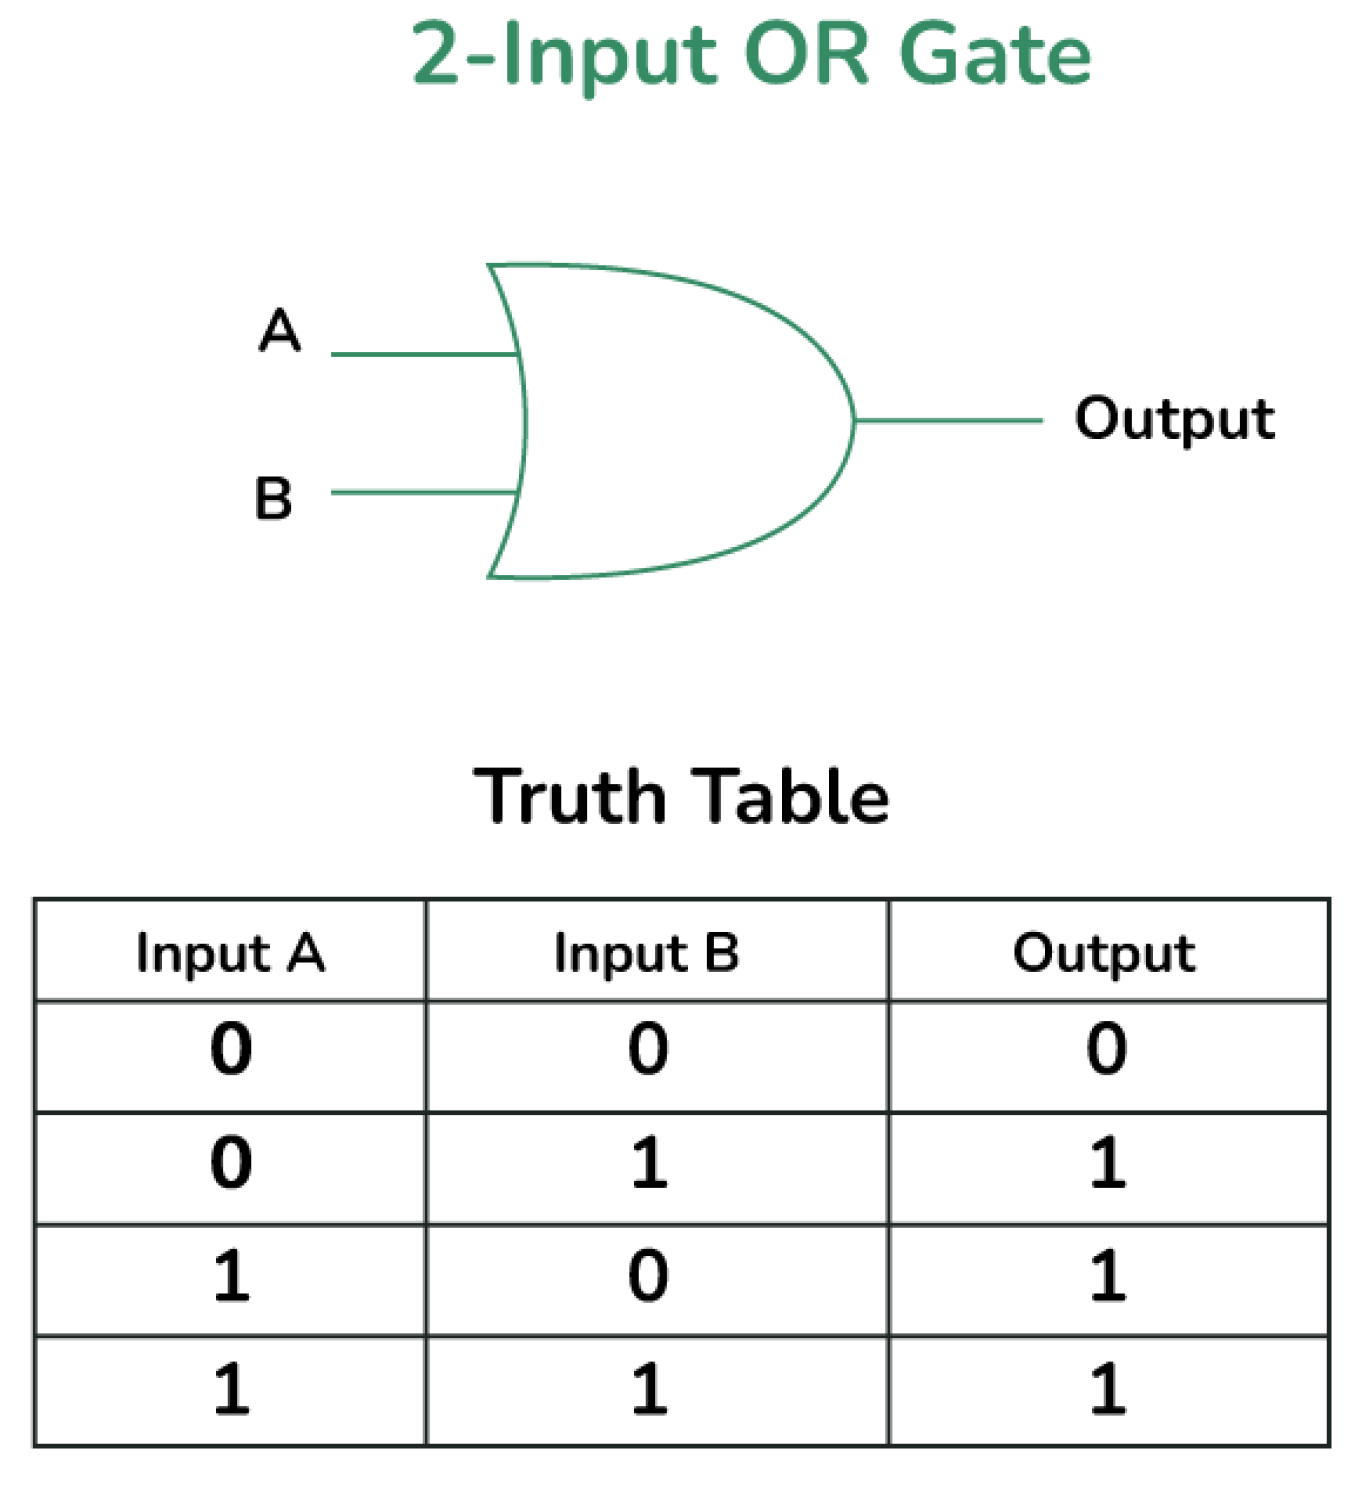 2-Input OR Gate
A
Output
B
Truth Table
Input A Input B Output
0 0 0
0 1 1
1 0 1
1 1 1